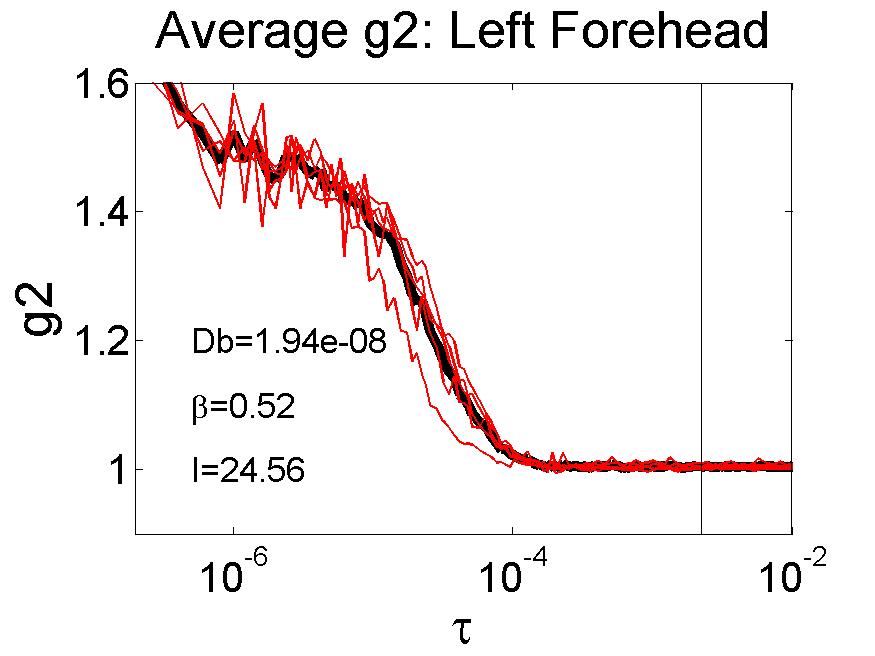 Average g2: Left Forehead
1.6
1.4
1.2
1
g2
Db=1.94e-08
β=0.52
I=24.56
10^-6
10^-4
10^-2
τ